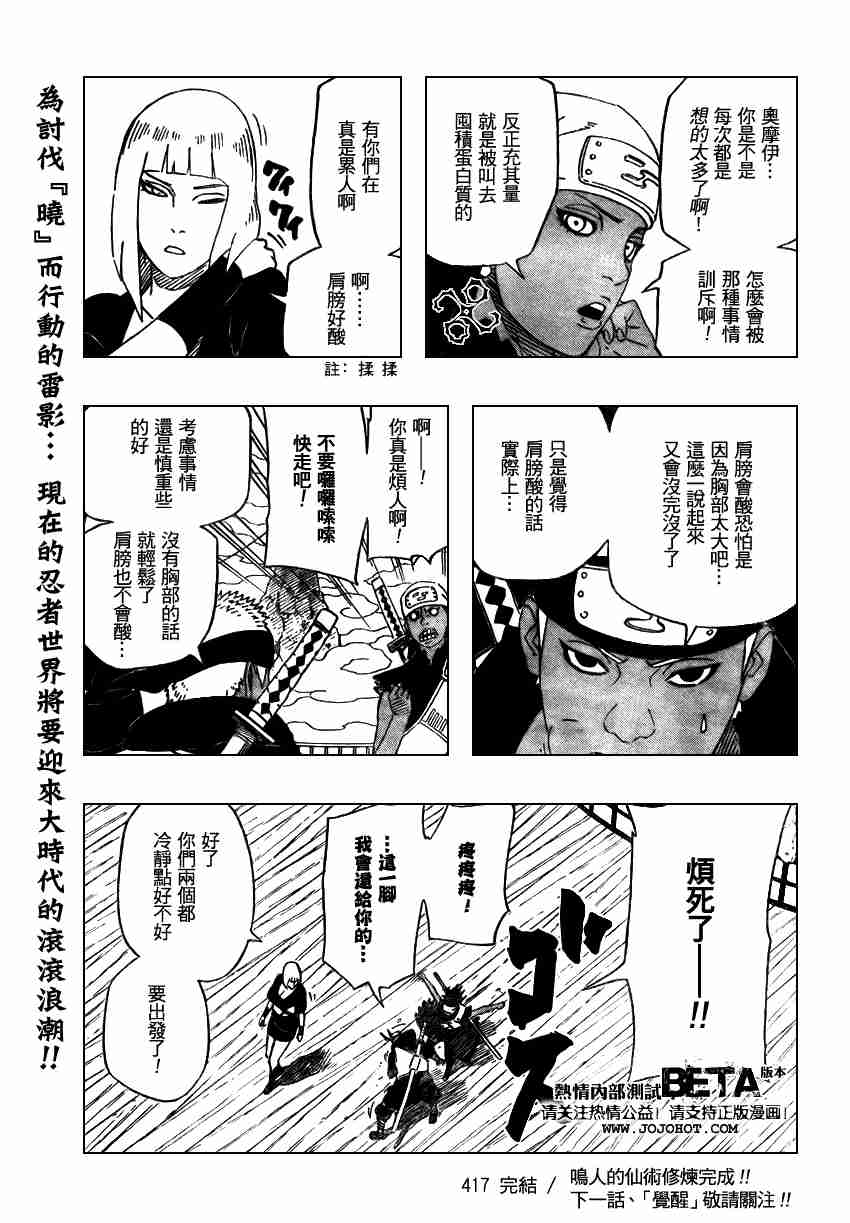 奧摩伊…
你是不是
每次都是
想的太多了啊！
怎麼會被
那種事情
訓斥啊！
反正充其量
就是被叫去
囤積蛋白質的
有你們在
真是累人啊
クイ
クイ
啊……
肩膀好酸
註：揉 揉
肩膀會酸恐怕是
因為胸部太大吧…
這麼一說起來
又會沒完沒了了
只是覺得
肩膀酸的話
實際上…
啊——！
你真是煩人啊！
不要囉囉嗦嗦
快走吧！
考慮事情
還是慎重些
的好
沒有胸部的話
就輕鬆了
肩膀也不會酸…
煩死了——!!
ゴッ
疼疼疼！
…這一腳
我會還給你的…
好了
你們兩個都
冷靜點好不好
要出發了！
為討伐『曉』而行動的雷影… 現在的忍者世界將要迎來大時代的滾滾浪潮!!
熱情內部測試BETA版本
请关注热情公益！请支持正版漫画！
WWW.JOJOHOT.COM
417 完結 /
鳴人的仙術修煉完成!!
下一話、「覺醒」敬請關注!!